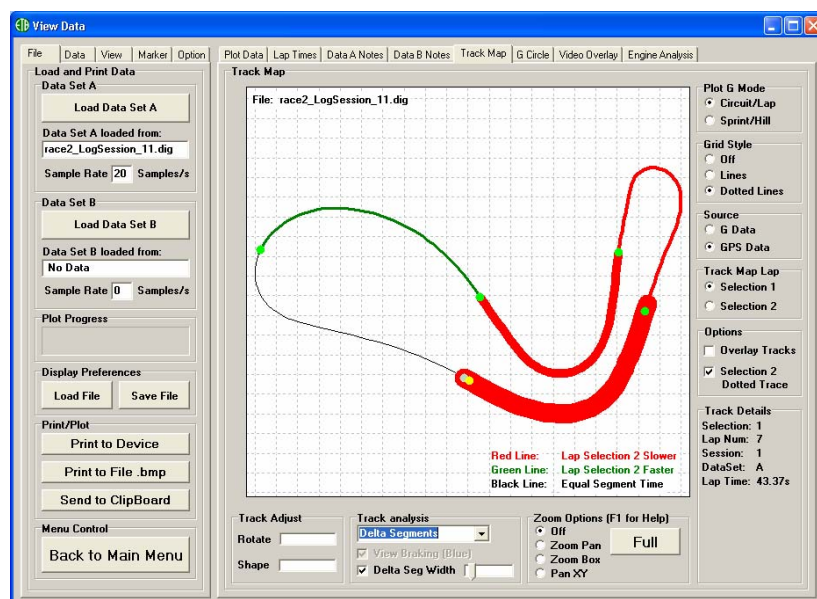 View Data
File Data View Marker Option
Plot Data Lap Times Data A Notes Data B Notes Track Map G Circle Video Overlay Engine Analysis
Load and Print Data
Data Set A
Load Data Set A
Data Set A loaded from:
race2_LogSession_11.dig
Sample Rate 20 Samples/s
Data Set B
Load Data Set B
Data Set B loaded from:
No Data
Sample Rate 0 Samples/s
Plot Progress
Display Preferences
Load File Save File
Print/Plot
Print to Device
Print to File .bmp
Send to ClipBoard
Menu Control
Back to Main Menu
Track Map
File: race2_LogSession_11.dig
Red Line: Lap Selection 2 Slower
Green Line: Lap Selection 2 Faster
Black Line: Equal Segment Time
Track Adjust
Rotate
Shape
Track analysis
Delta Segments
View Braking (Blue)
Delta Seg Width
Zoom Options (F1 for Help)
Off
Zoom Pan
Zoom Box
Pan XY
Full
Plot G Mode
Circuit/Lap
Sprint/Hill
Grid Style
Off
Lines
Dotted Lines
Source
G Data
GPS Data
Track Map Lap
Selection 1
Selection 2
Options
Overlay Tracks
Selection 2
Dotted Trace
Track Details
Selection: 1
Lap Num: 7
Session: 1
DataSet: A
Lap Time: 43.37s